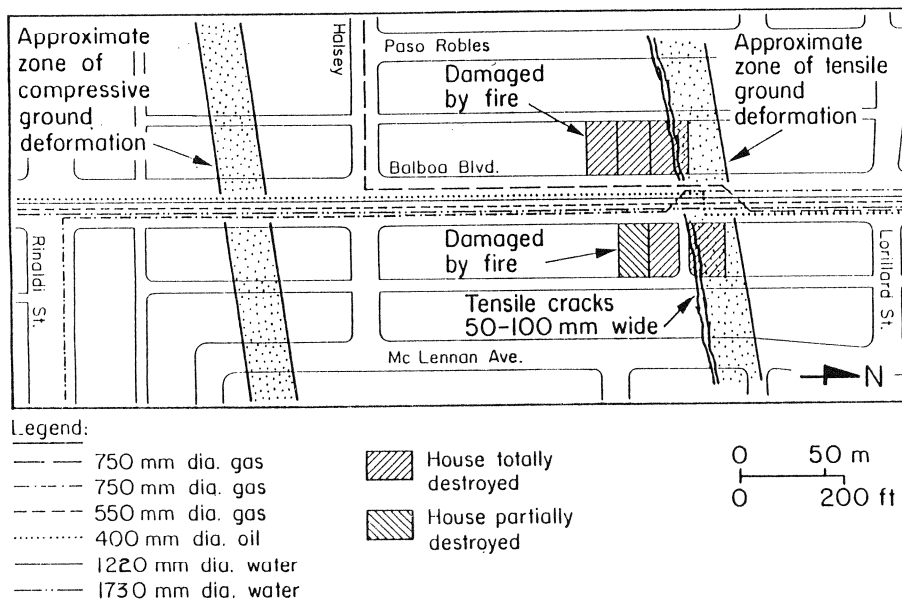 Approximate
zone of
compressive
ground
deformation
Halsey
Paso Robles
Damaged
by fire
Approximate
zone of tensile
ground
deformation
Balboa Blvd.
Rinaldi St.
Damaged
by fire
Tensile cracks
50-100 mm wide
Lorillard St.
Mc Lennan Ave.
N
Legend:
750 mm dia. gas
750 mm dia. gas
550 mm dia. gas
400 mm dia. oil
1220 mm dia. water
1730 mm dia. water
House totally
destroyed
House partially
destroyed
0 50 m
0 200 ft